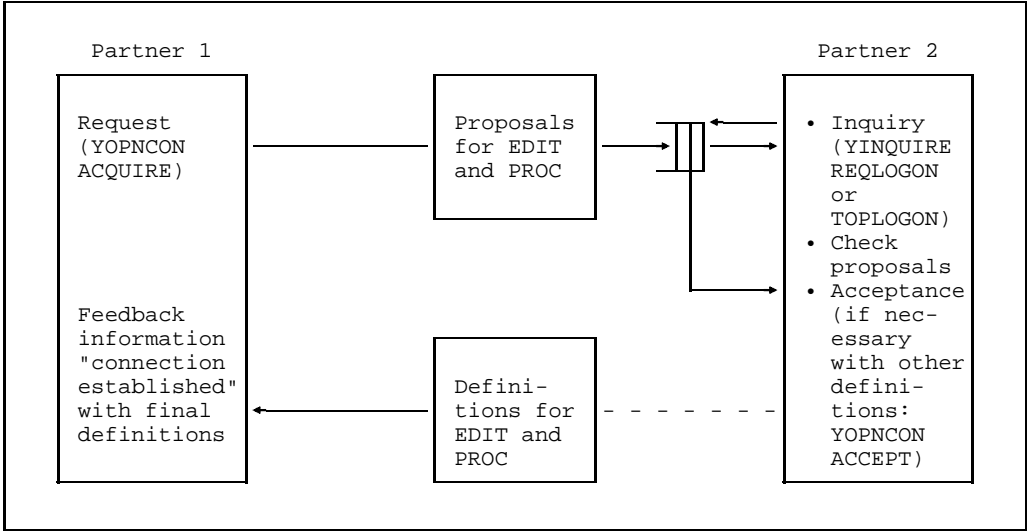 Partner 1
Partner 2
Request
(YOPNCON
ACQUIRE)
Feedback
information
"connection
established"
with final
definitions
Proposals
for EDIT
and PROC
Defini-
tions for
EDIT and
PROC
• Inquiry
(YINQUIRE
REQLOGON
or
TOPLOGON)
• Check
proposals
• Acceptance
(if nec-
essary
with other
defini-
tions:
YOPNCON
ACCEPT)